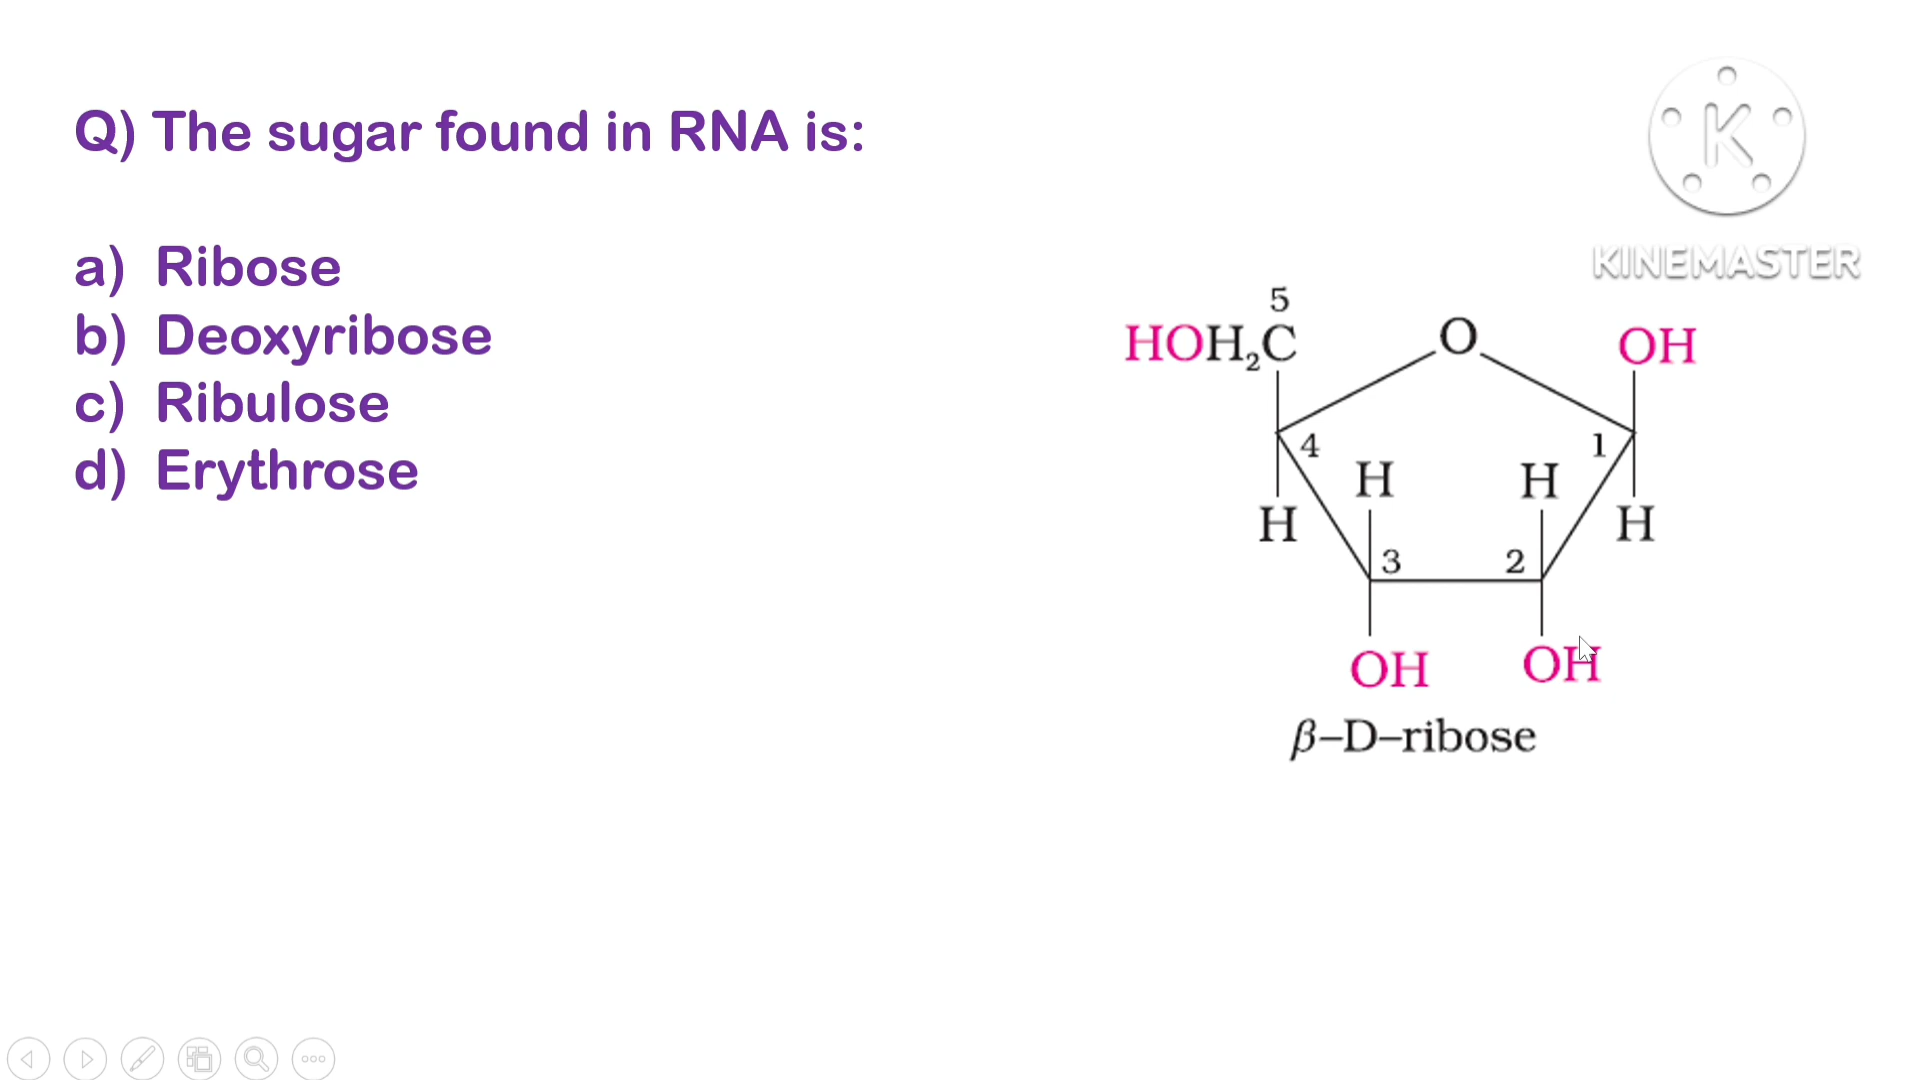 Q) The sugar found in RNA is:
a) Ribose
b) Deoxyribose
c) Ribulose
d) Erythrose
K
KINEMASTER
5
HOH₂C
O
OH
4
1
H
H
H
H
3
2
OH
OH
β–D–ribose